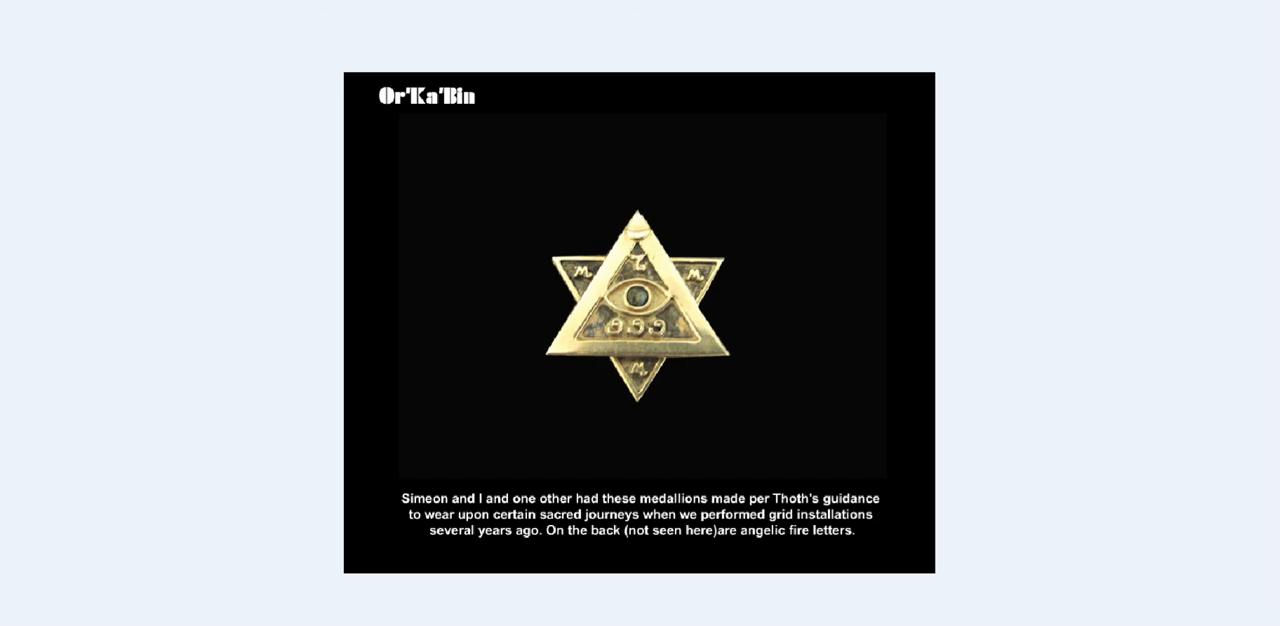 Or'Ka'Bin
Simeon and I and one other had these medallions made per Thoth's guidance
to wear upon certain sacred journeys when we performed grid installations
several years ago. On the back (not seen here)are angelic fire letters.